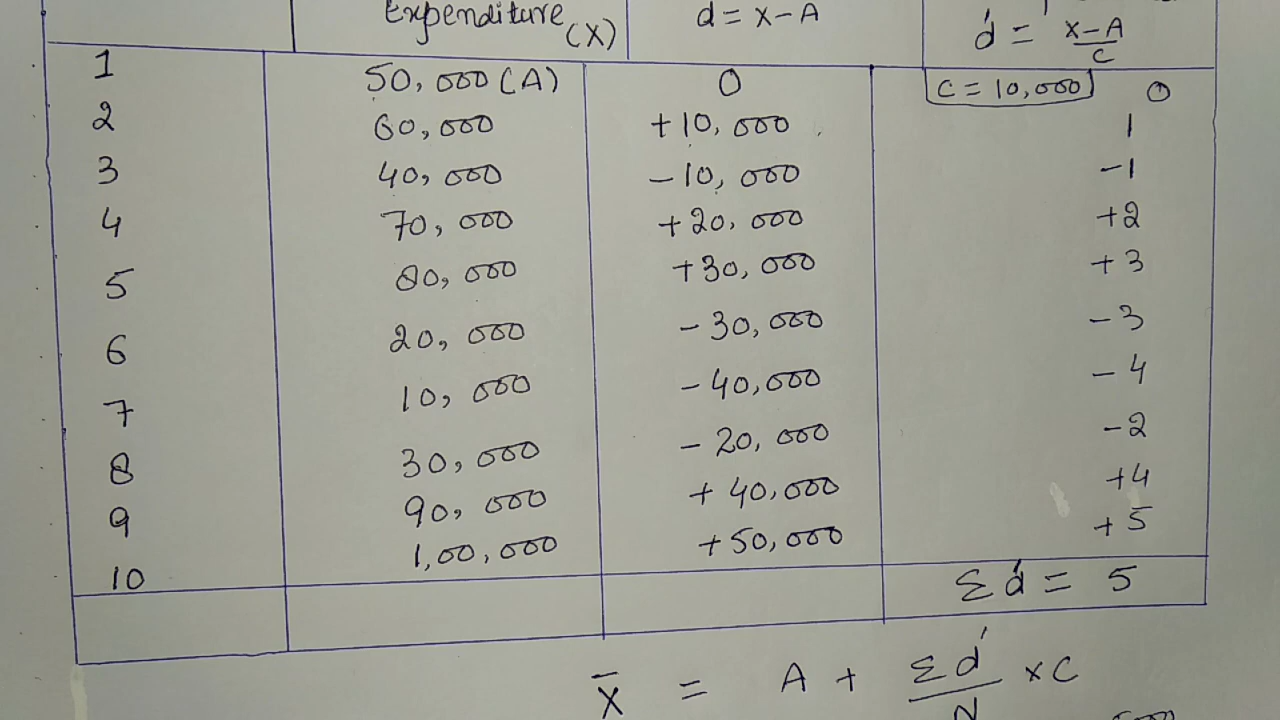 Expenditure (X) d = X-A d' = X-A/C
1 50,000 (A) 0 C = 10,000 0
2 60,000 +10,000 1
3 40,000 -10,000 -1
4 70,000 +20,000 +2
5 80,000 +30,000 +3
6 20,000 -30,000 -3
7 10,000 -40,000 -4
8 30,000 -20,000 -2
9 90,000 +40,000 +4
10 1,00,000 +50,000 +5
Σd' = 5
X̄ = A + Σd'/N × C